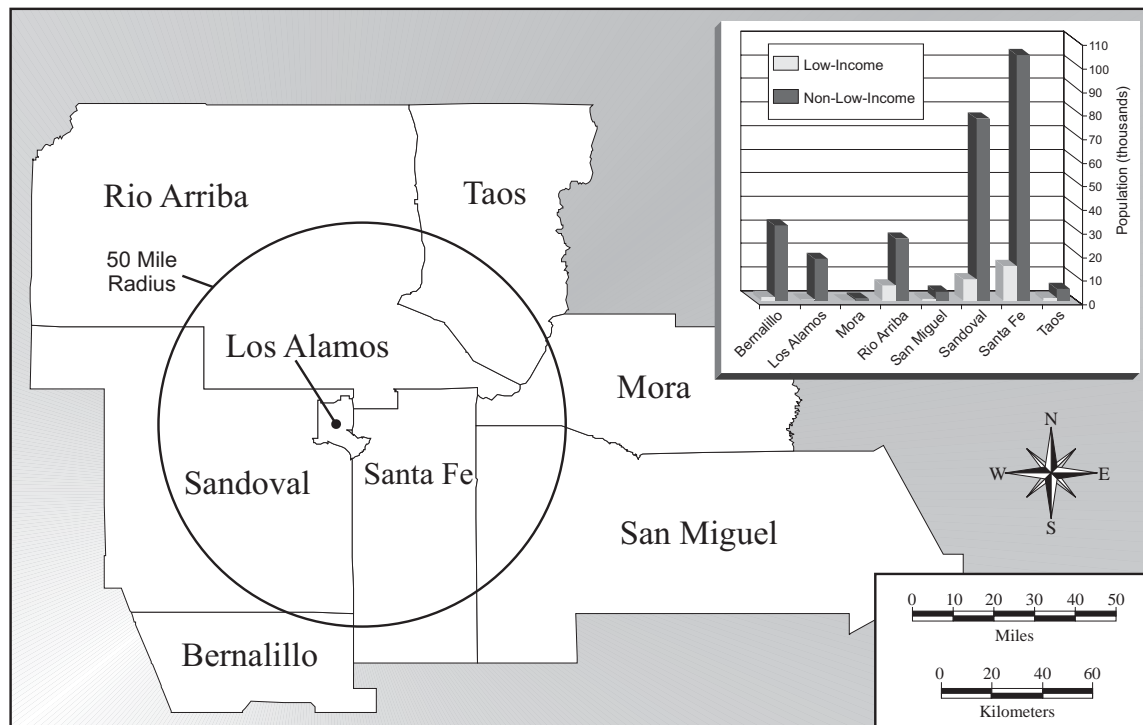 Rio Arriba
Taos
50 Mile
Radius
Los Alamos
Mora
Sandoval
Santa Fe
San Miguel
Bernalillo
Low-Income
Non-Low-Income
110
100
90
80
70
60
50
40
30
20
10
0
Population (thousands)
Bernalillo
Los Alamos
Mora
Rio Arriba
San Miguel
Sandoval
Santa Fe
Taos
N
W E
S
0 10 20 30 40 50
Miles
0 20 40 60
Kilometers